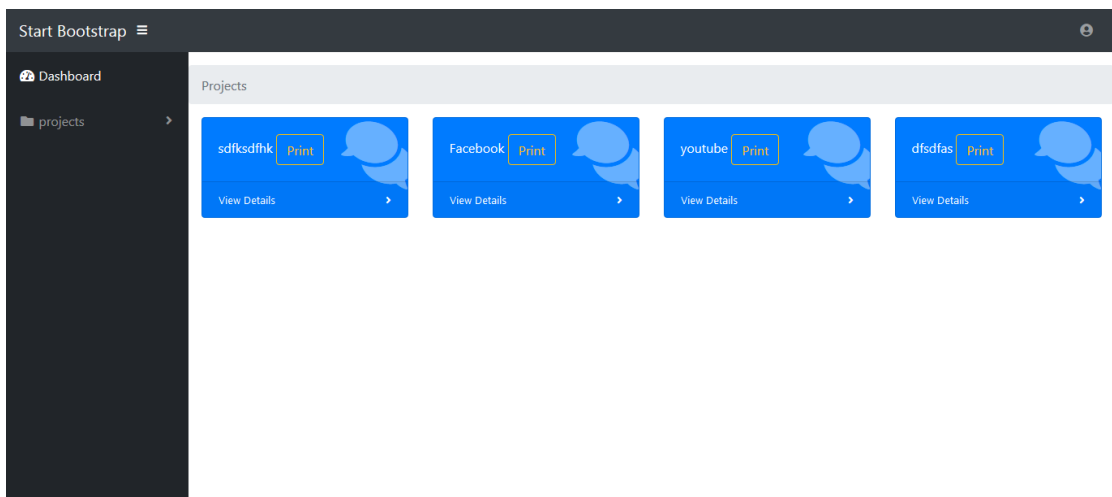 Start Bootstrap
Dashboard
projects
Projects
sdfksdfhk Print
View Details
Facebook Print
View Details
youtube Print
View Details
dfsdfas Print
View Details